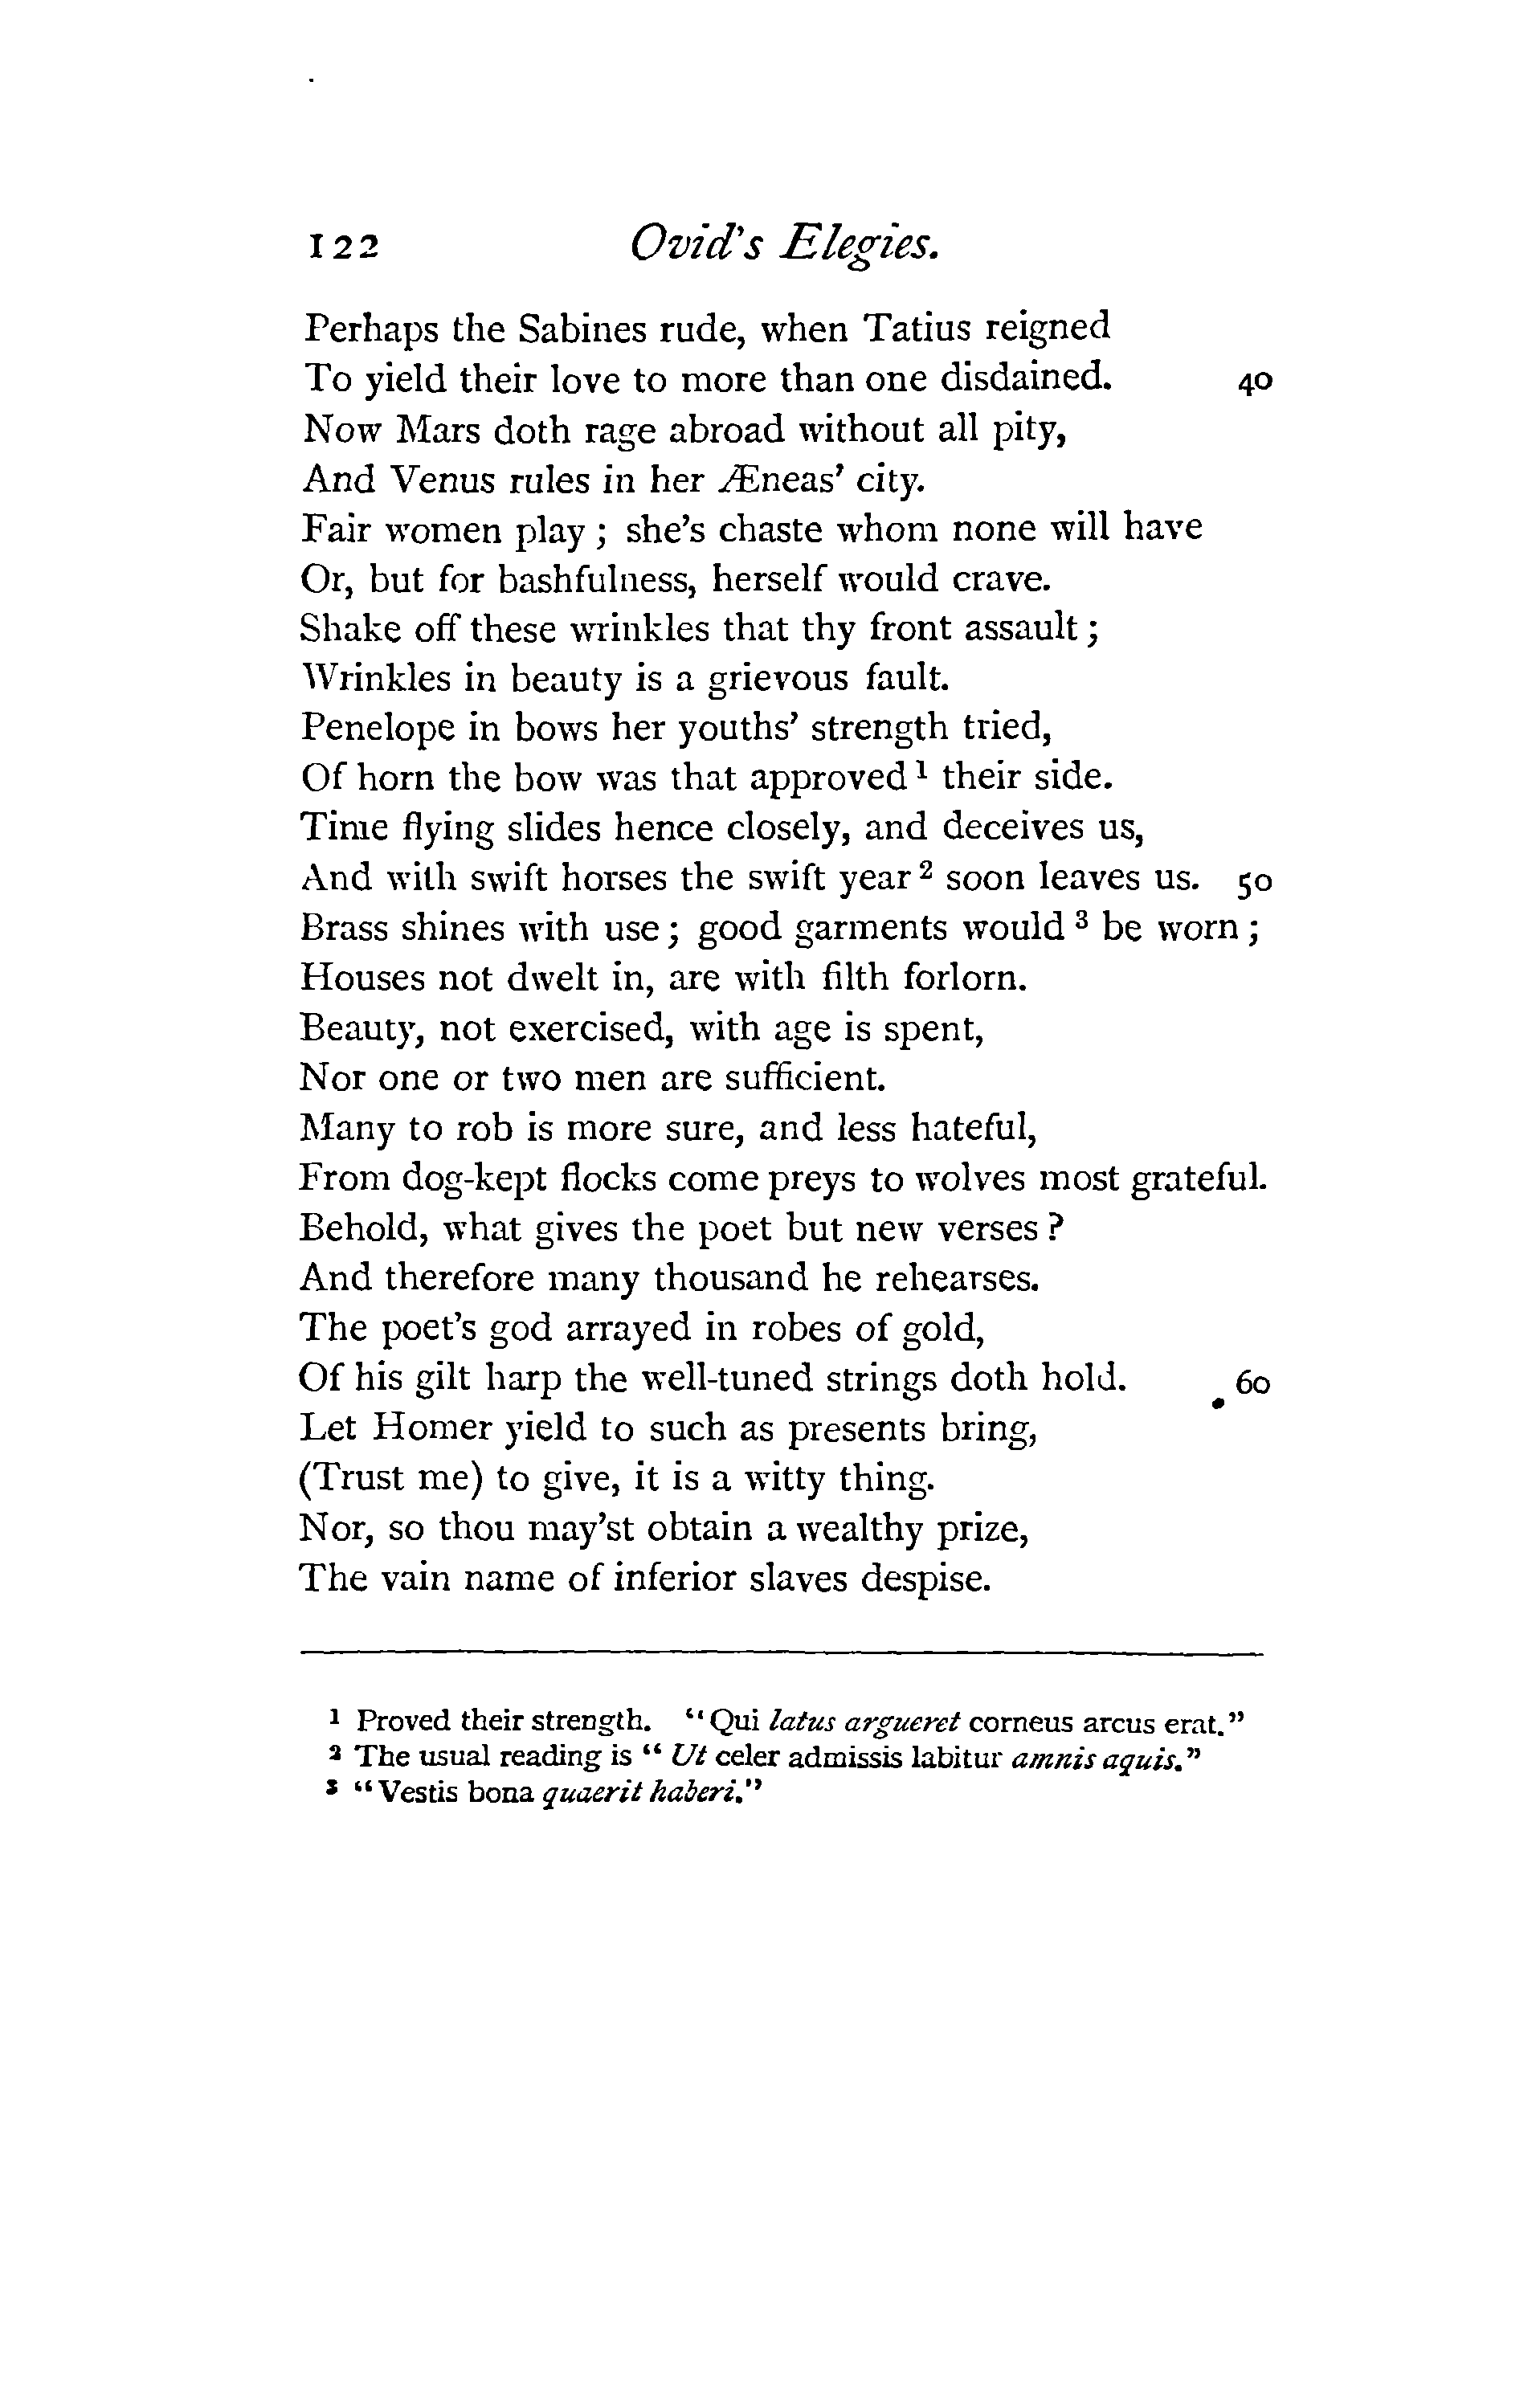 122 Ovid's Elegies.
Perhaps the Sabines rude, when Tatius reigned
To yield their love to more than one disdained. 40
Now Mars doth rage abroad without all pity,
And Venus rules in her Æneas' city.
Fair women play ; she's chaste whom none will have
Or, but for bashfulness, herself would crave.
Shake off these wrinkles that thy front assault ;
Wrinkles in beauty is a grievous fault.
Penelope in bows her youths' strength tried,
Of horn the bow was that approved ¹ their side.
Time flying slides hence closely, and deceives us,
And with swift horses the swift year ² soon leaves us. 50
Brass shines with use ; good garments would ³ be worn ;
Houses not dwelt in, are with filth forlorn.
Beauty, not exercised, with age is spent,
Nor one or two men are sufficient.
Many to rob is more sure, and less hateful,
From dog-kept flocks come preys to wolves most grateful.
Behold, what gives the poet but new verses ?
And therefore many thousand he rehearses.
The poet's god arrayed in robes of gold,
Of his gilt harp the well-tuned strings doth hold. 60
Let Homer yield to such as presents bring,
(Trust me) to give, it is a witty thing.
Nor, so thou may'st obtain a wealthy prize,
The vain name of inferior slaves despise.
¹ Proved their strength. "Qui latus argueret corneus arcus erat."
² The usual reading is "Ut celer admissis labitur amnis aquis."
³ "Vestis bona quaerit haberi."